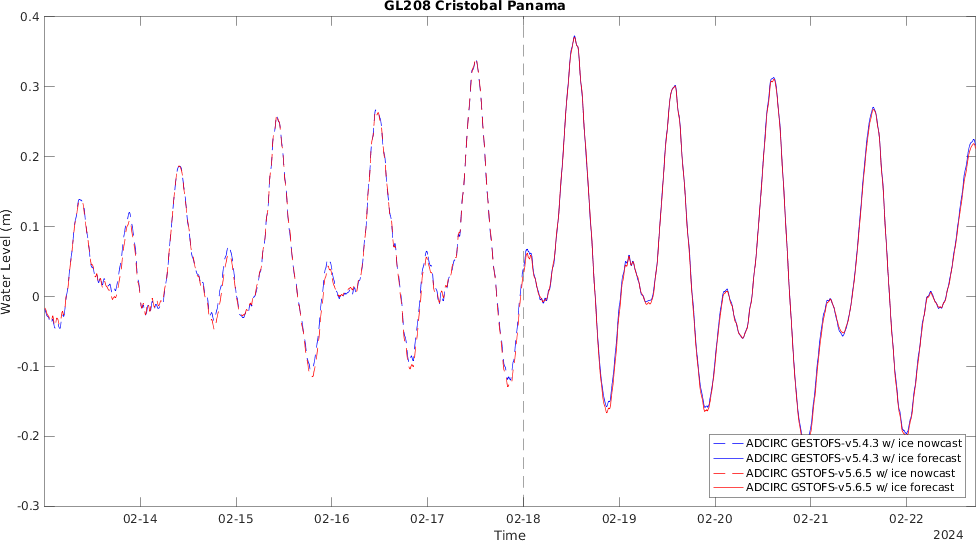 GL208 Cristobal Panama
0.4
0.3
0.2
0.1
0
-0.1
-0.2
-0.3
Water Level (m)
ADCIRC GESTOFS-v5.4.3 w/ ice nowcast
ADCIRC GESTOFS-v5.4.3 w/ ice forecast
ADCIRC GSTOFS-v5.6.5 w/ ice nowcast
ADCIRC GSTOFS-v5.6.5 w/ ice forecast
02-14 02-15 02-16 02-17 02-18 02-19 02-20 02-21 02-22
Time
2024